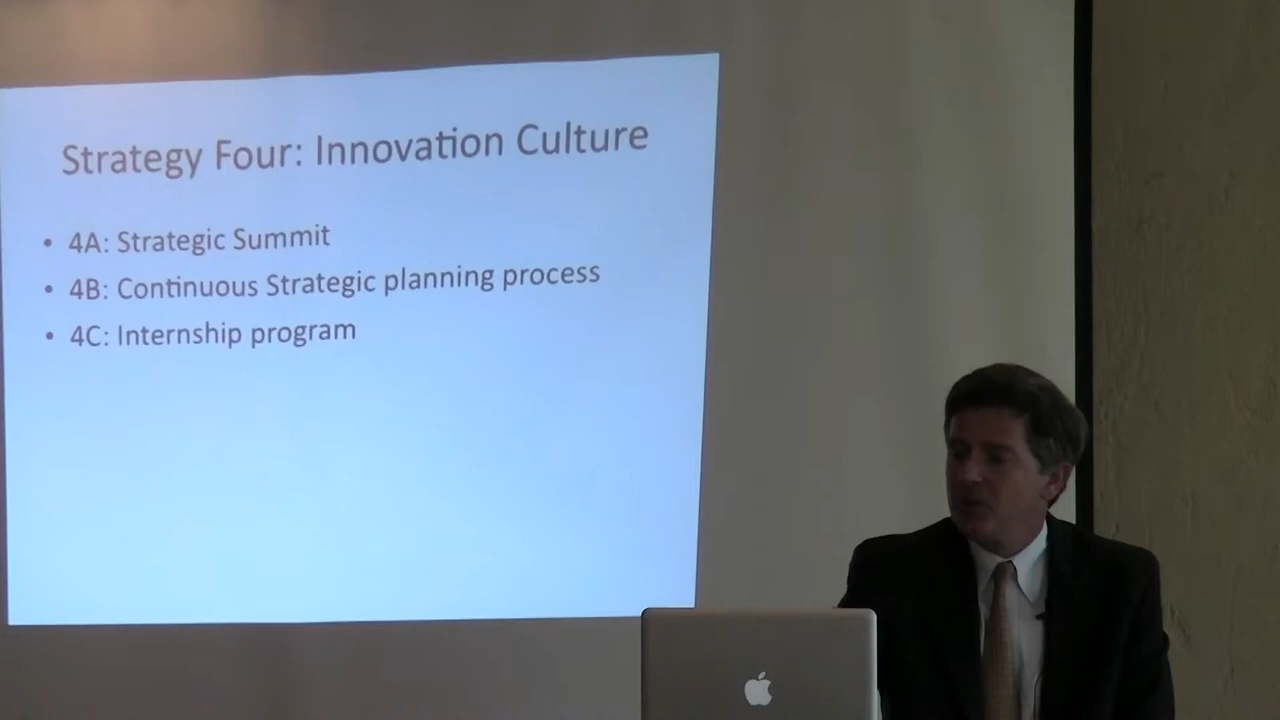 Strategy Four: Innovation Culture
• 4A: Strategic Summit
• 4B: Continuous Strategic planning process
• 4C: Internship program